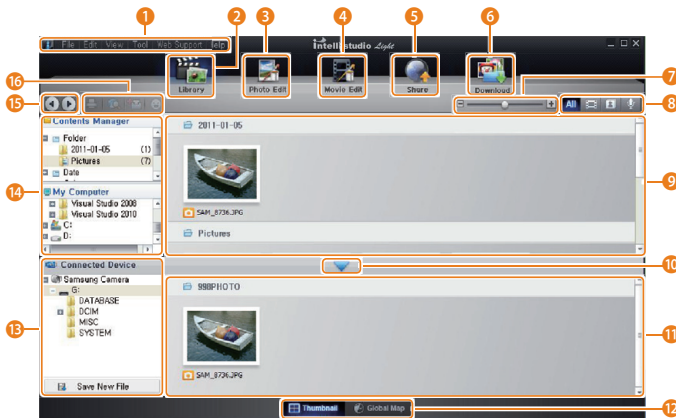 1 2 3 4 5 6
File Edit View Tool Web Support Help
Intelli-studio Light
Library Photo Edit Movie Edit Share Download
7
16
15
All
8
Contents Manager
Folder
2011-01-05 (1)
Pictures (7)
Date
14
My Computer
Visual Studio 2008
Visual Studio 2010
C:
D:
2011-01-05
SAM_8736.JPG
9
Pictures
10
Connected Device
Samsung Camera
G:
DATABASE
DCIM
MISC
SYSTEM
13
Save New File
998PHOTO
SAM_8736.JPG
11
Thumbnail Global Map
12